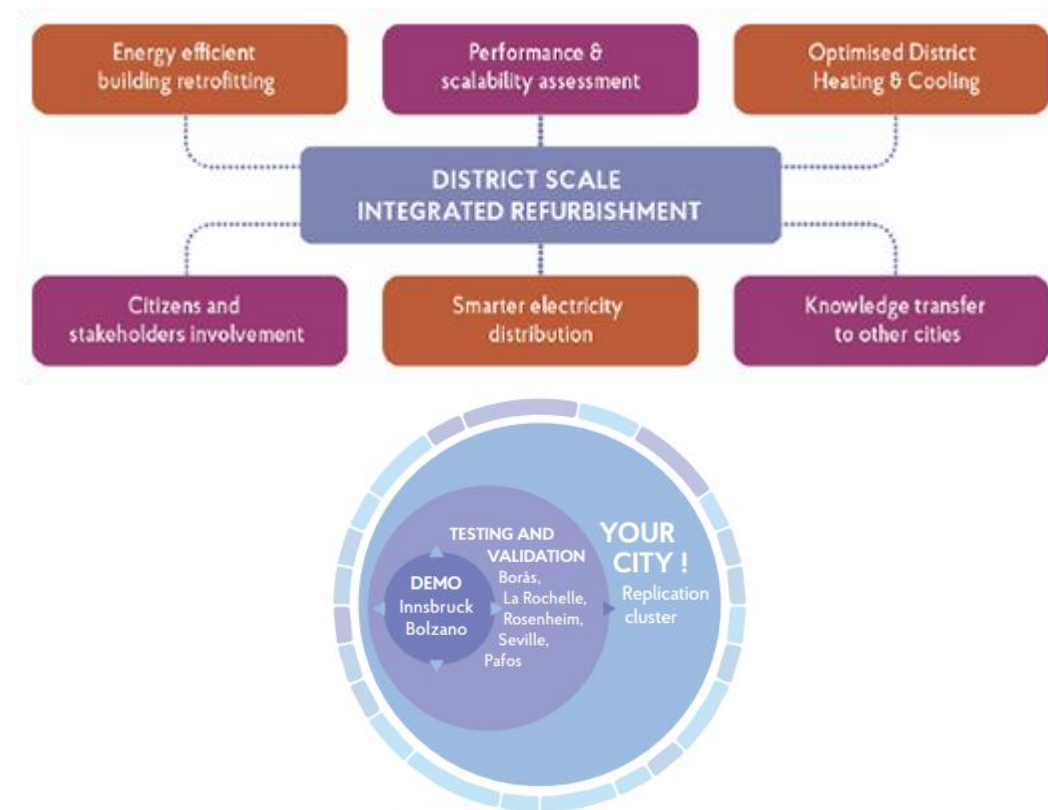 Energy efficient
building retrofitting
Performance &
scalability assessment
Optimised District
Heating & Cooling
DISTRICT SCALE
INTEGRATED REFURBISHMENT
Citizens and
stakeholders involvement
Smarter electricity
distribution
Knowledge transfer
to other cities
TESTING AND
VALIDATION
Borås,
La Rochelle,
Rosenheim,
Seville,
Pafos
DEMO
Innsbruck
Bolzano
YOUR
CITY !
Replication
cluster